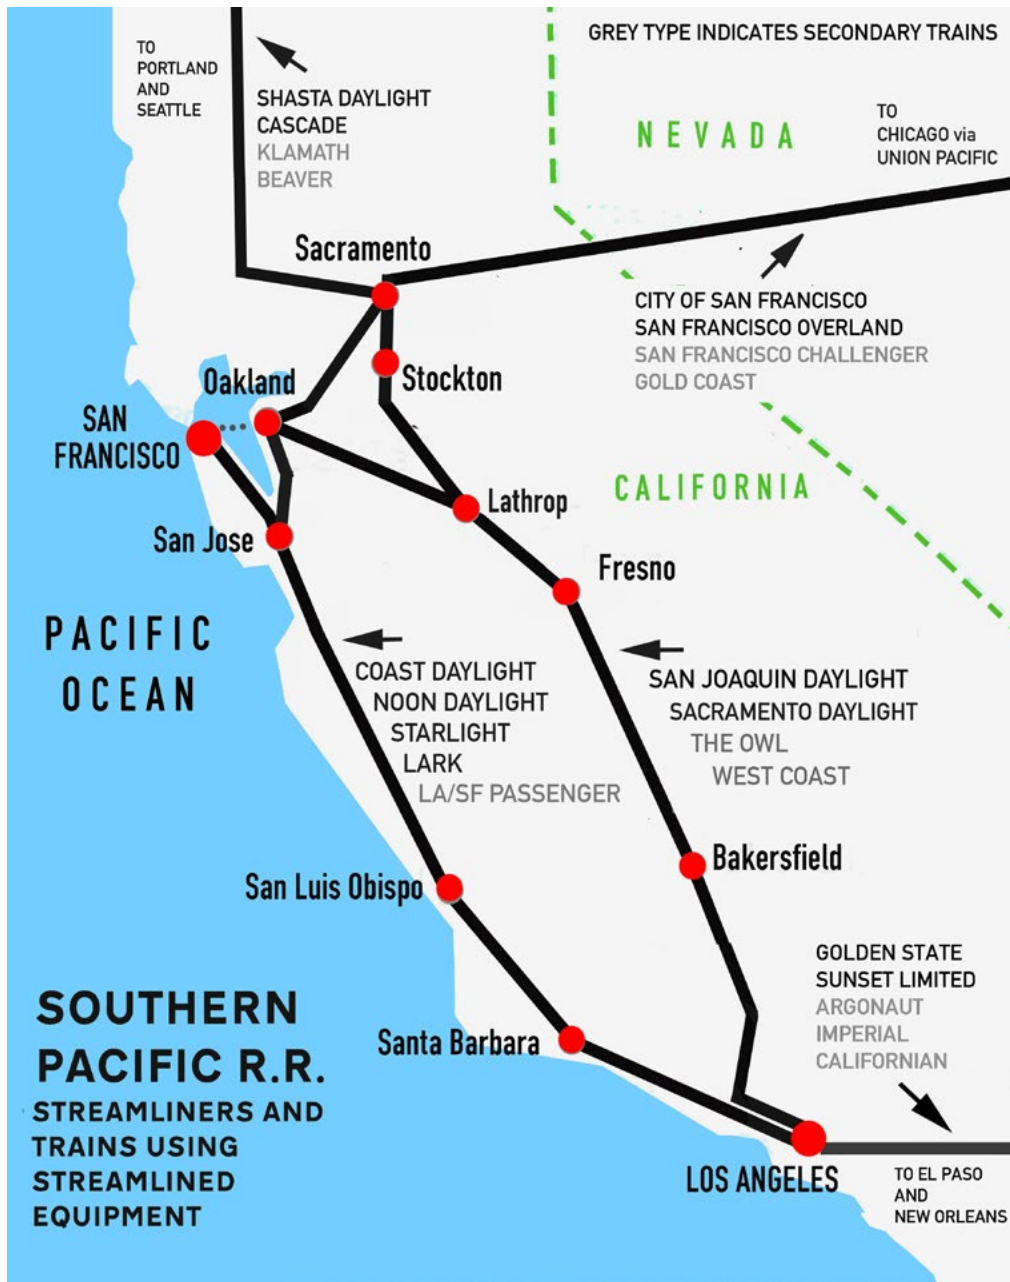 TO
PORTLAND
AND
SEATTLE
SHASTA DAYLIGHT
CASCADE
KLAMATH
BEAVER
GREY TYPE INDICATES SECONDARY TRAINS
NEVADA
TO
CHICAGO via
UNION PACIFIC
Sacramento
CITY OF SAN FRANCISCO
SAN FRANCISCO OVERLAND
SAN FRANCISCO CHALLENGER
GOLD COAST
Stockton
Oakland
SAN
FRANCISCO
CALIFORNIA
Lathrop
San Jose
Fresno
PACIFIC
OCEAN
COAST DAYLIGHT
NOON DAYLIGHT
STARLIGHT
LARK
LA/SF PASSENGER
SAN JOAQUIN DAYLIGHT
SACRAMENTO DAYLIGHT
THE OWL
WEST COAST
Bakersfield
San Luis Obispo
Santa Barbara
GOLDEN STATE
SUNSET LIMITED
ARGONAUT
IMPERIAL
CALIFORNIAN
LOS ANGELES
TO EL PASO
AND
NEW ORLEANS
SOUTHERN
PACIFIC R.R.
STREAMLINERS AND
TRAINS USING
STREAMLINED
EQUIPMENT